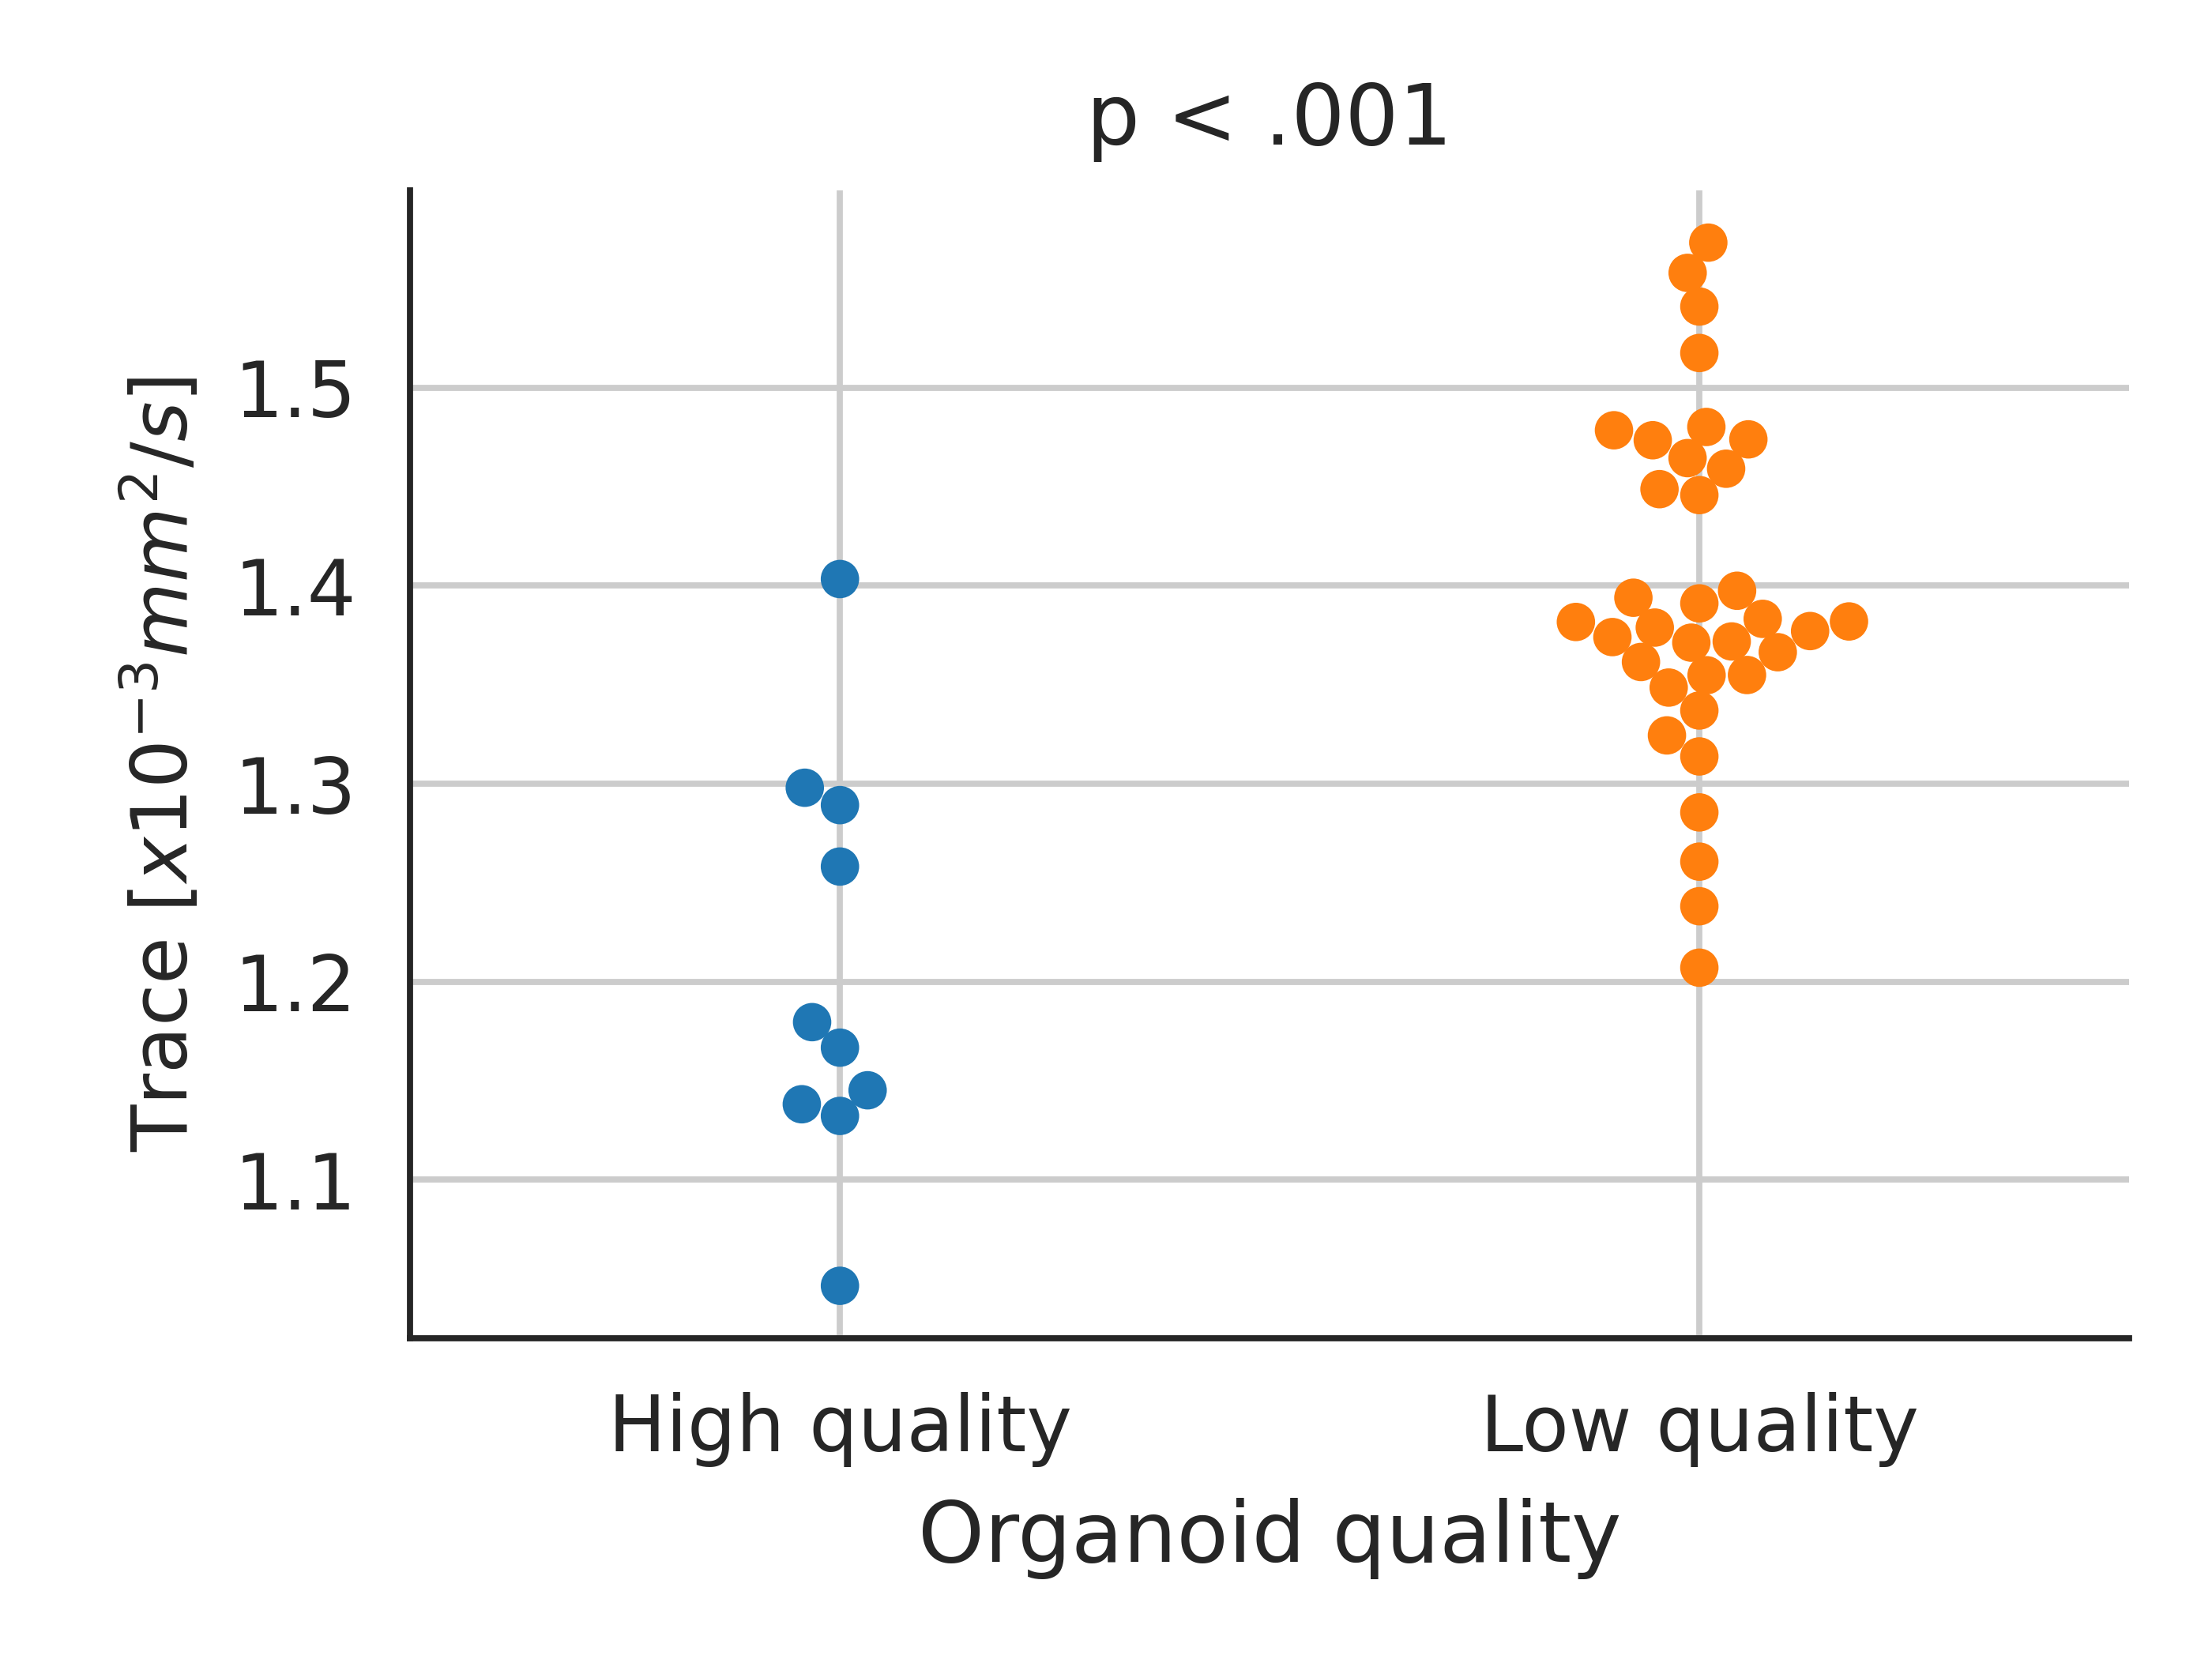 p < .001
Trace [x10⁻³mm²/s]
1.5
1.4
1.3
1.2
1.1
High quality
Low quality
Organoid quality